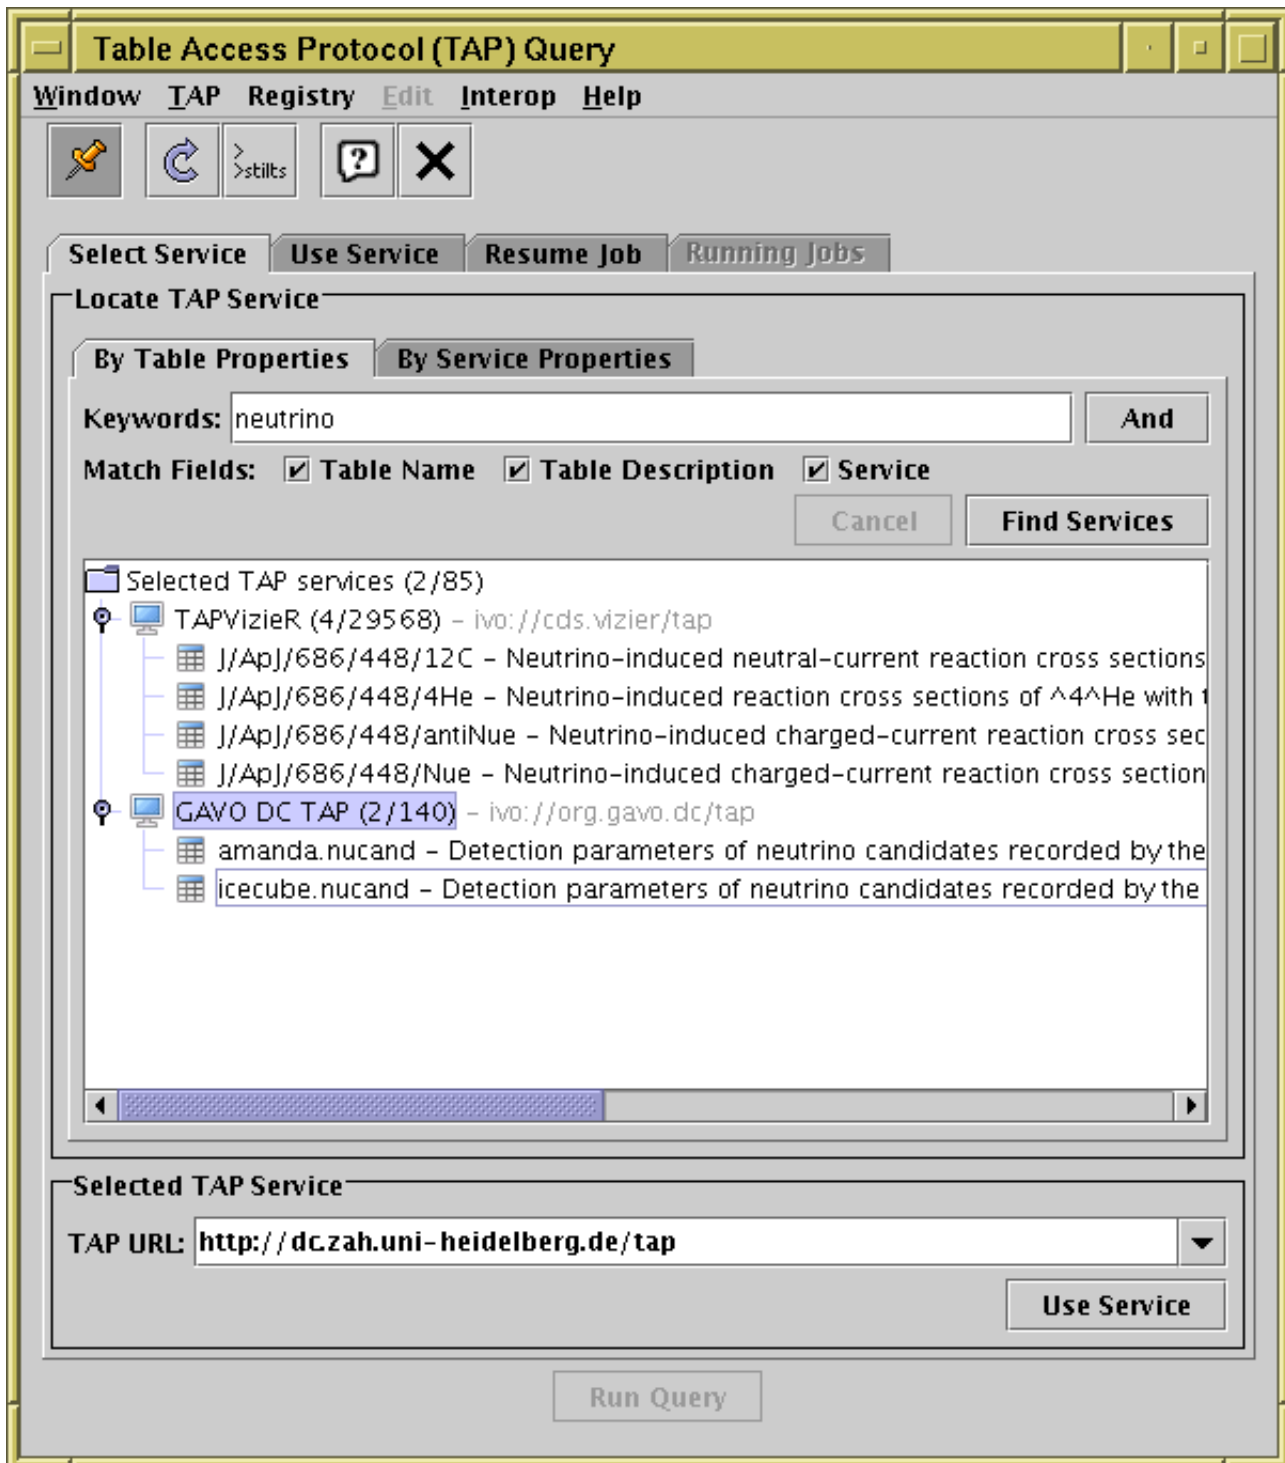 Table Access Protocol (TAP) Query
Window TAP Registry Edit Interop Help
>
>stilts ?
Select Service Use Service Resume Job Running Jobs
Locate TAP Service
By Table Properties By Service Properties
Keywords: neutrino And
Match Fields: Table Name Table Description Service
Cancel Find Services
Selected TAP services (2/85)
TAPVizieR (4/29568) – ivo://cds.vizier/tap
J/ApJ/686/448/12C – Neutrino-induced neutral-current reaction cross sections
J/ApJ/686/448/4He – Neutrino-induced reaction cross sections of ^4^He with
J/ApJ/686/448/antiNue – Neutrino-induced charged-current reaction cross sec
J/ApJ/686/448/Nue – Neutrino-induced charged-current reaction cross section
GAVO DC TAP (2/140) – ivo://org.gavo.dc/tap
amanda.nucand – Detection parameters of neutrino candidates recorded by the
icecube.nucand – Detection parameters of neutrino candidates recorded by the
Selected TAP Service
TAP URL: http://dc.zah.uni-heidelberg.de/tap
Use Service
Run Query